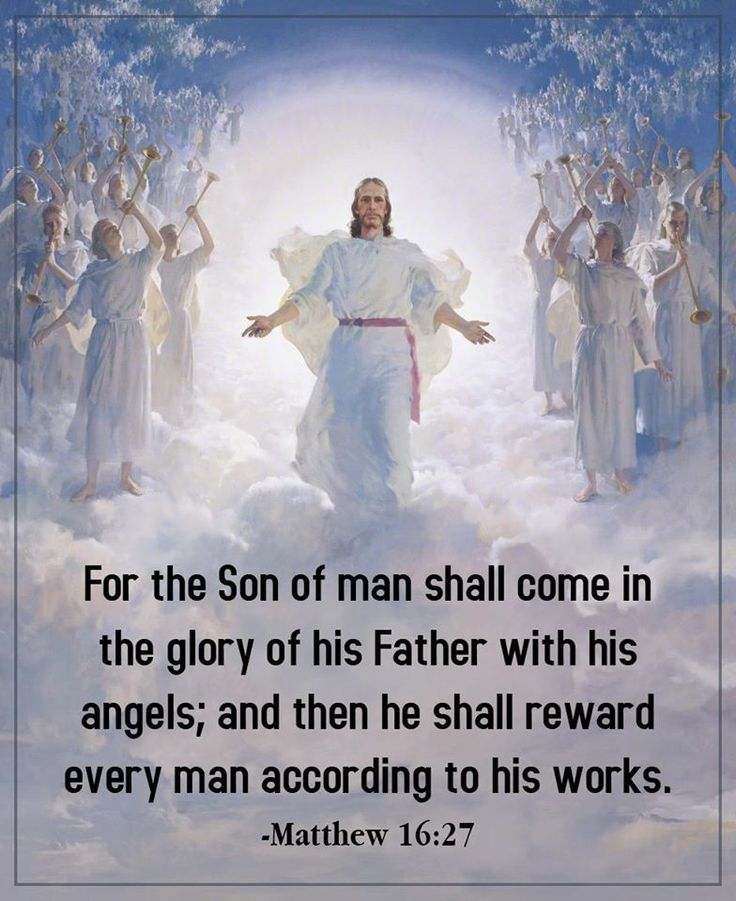 For the Son of man shall come in
the glory of his Father with his
angels; and then he shall reward
every man according to his works.
-Matthew 16:27